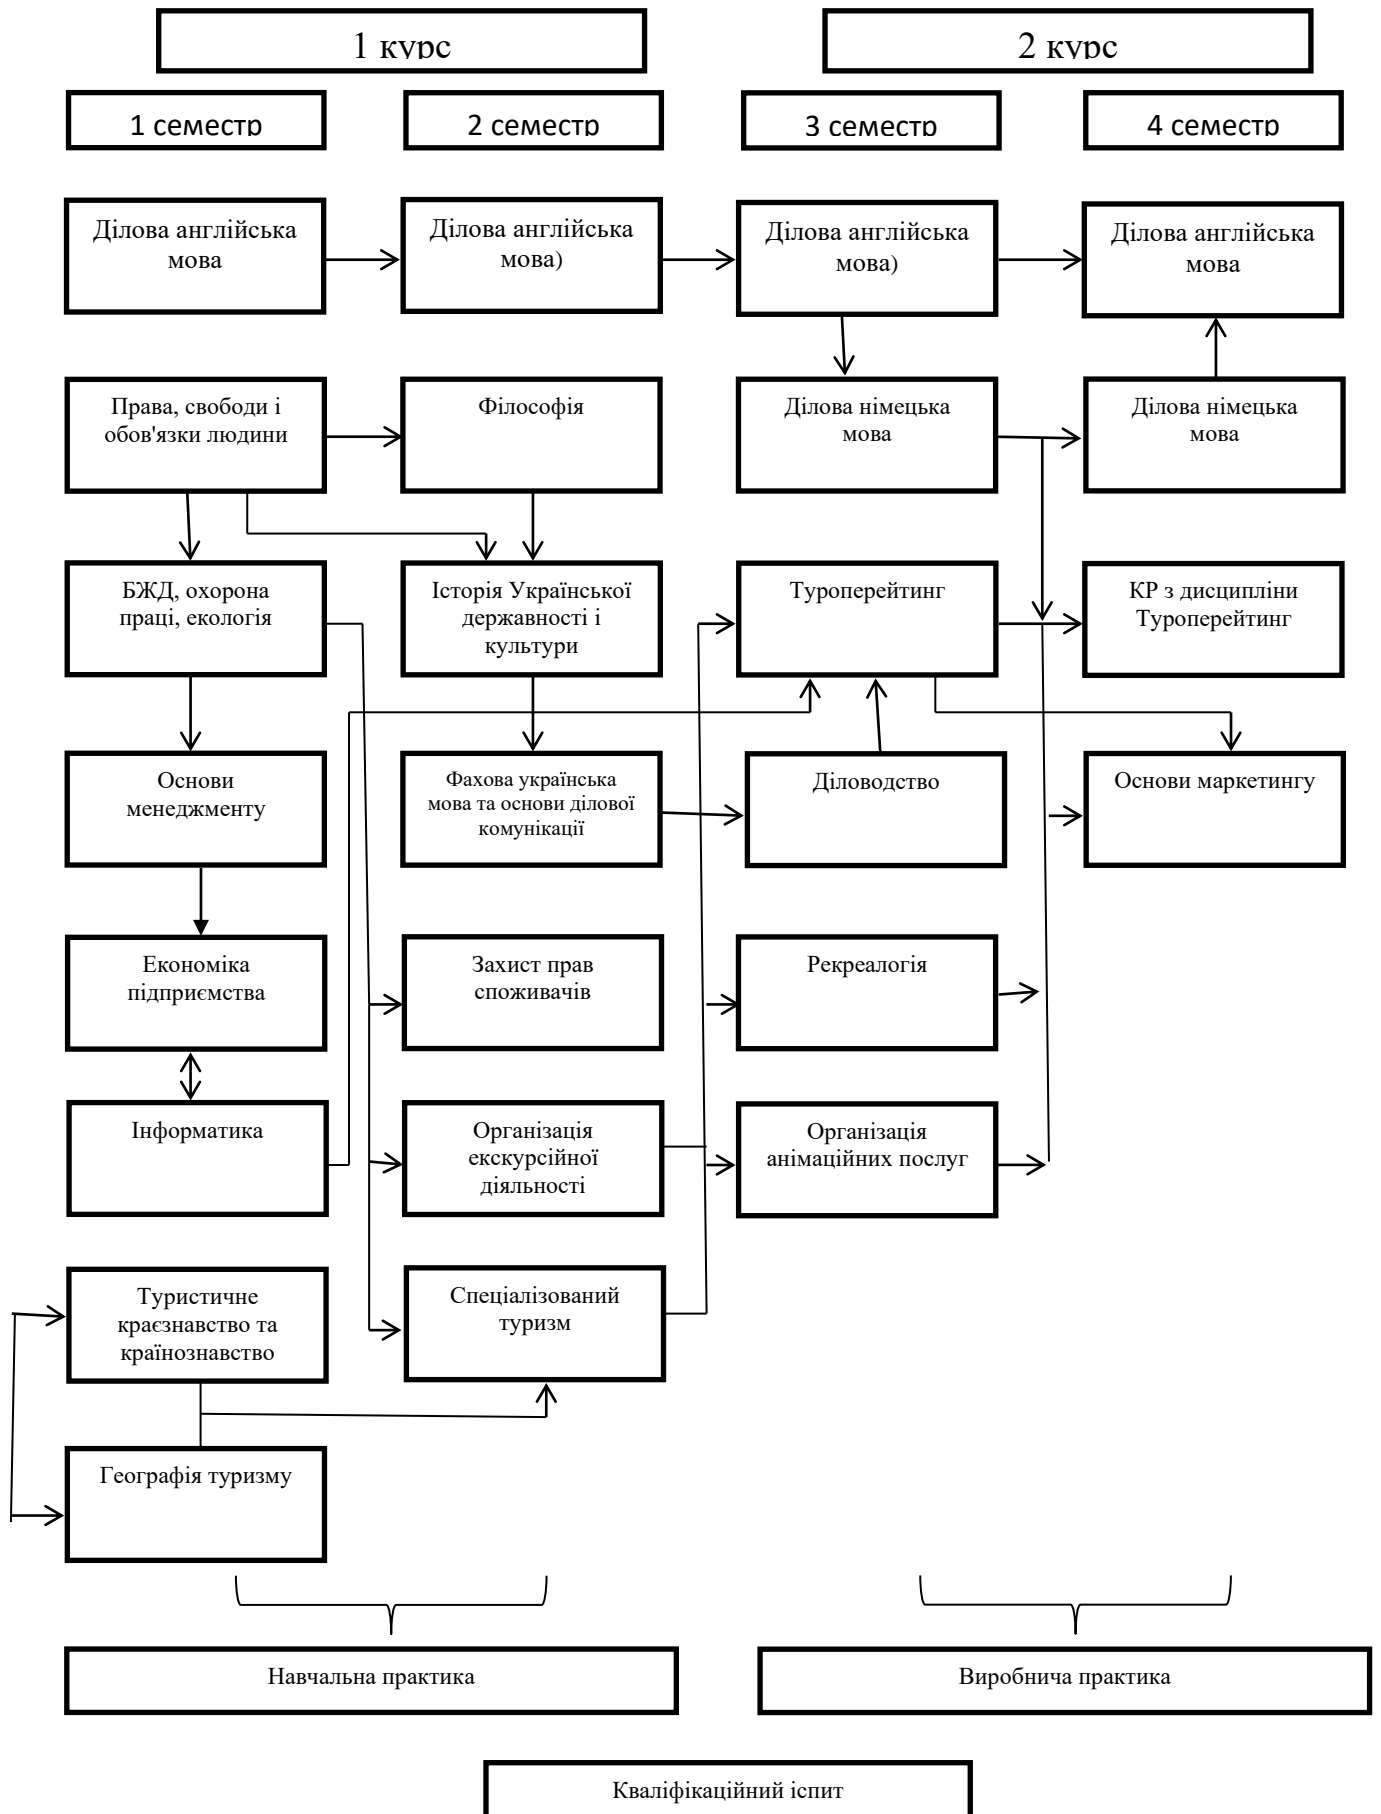 1 курс
2 курс
1 семестр
2 семестр
3 семестр
4 семестр
Ділова англійська
мова
Ділова англійська
мова)
Ділова англійська
мова)
Ділова англійська
мова
Права, свободи і
обов'язки людини
Філософія
Ділова німецька
мова
Ділова німецька
мова
БЖД, охорона
праці, екологія
Історія Української
державності і
культури
Туроперейтинг
КР з дисципліни
Туроперейтинг
Основи
менеджменту
Фахова українська
мова та основи ділової
комунікації
Діловодство
Основи маркетингу
Економіка
підприємства
Захист прав
споживачів
Рекреалогія
Інформатика
Організація
екскурсійної
діяльності
Організація
анімаційних послуг
Туристичне
краєзнавство та
країнознавство
Спеціалізований
туризм
Географія туризму
Навчальна практика
Виробнича практика
Кваліфікаційний іспит